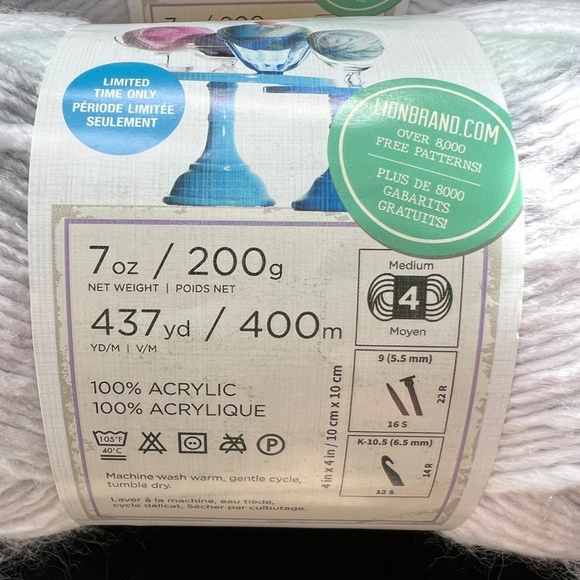 7oz / 200
LIMITED
TIME ONLY
PÉRIODE LIMITÉE
SEULEMENT
LIONBRAND.COM
OVER 8,000
FREE PATTERNS!
PLUS DE 8000
GABARITS
GRATUITS!
7oz / 200g
NET WEIGHT | POIDS NET
437yd / 400m
YD/M | V/M
100% ACRYLIC
100% ACRYLIQUE
105°F
40°C
P
Machine wash warm, gentle cycle,
tumble dry.
Laver à la machine, eau tiède,
cycle délicat. Sécher par culbutage.
Medium
4
Moyen
4 in x 4 in / 10 cm x 10 cm
9 (5.5 mm)
22 R
16 S
K-10.5 (6.5 mm)
14 R
12 S